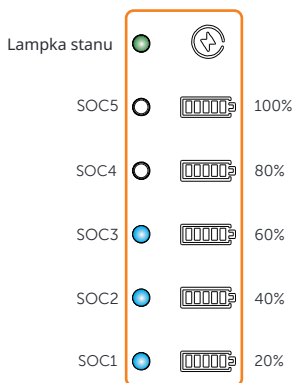 Lampka stanu
SOC5 100%
SOC4 80%
SOC3 60%
SOC2 40%
SOC1 20%